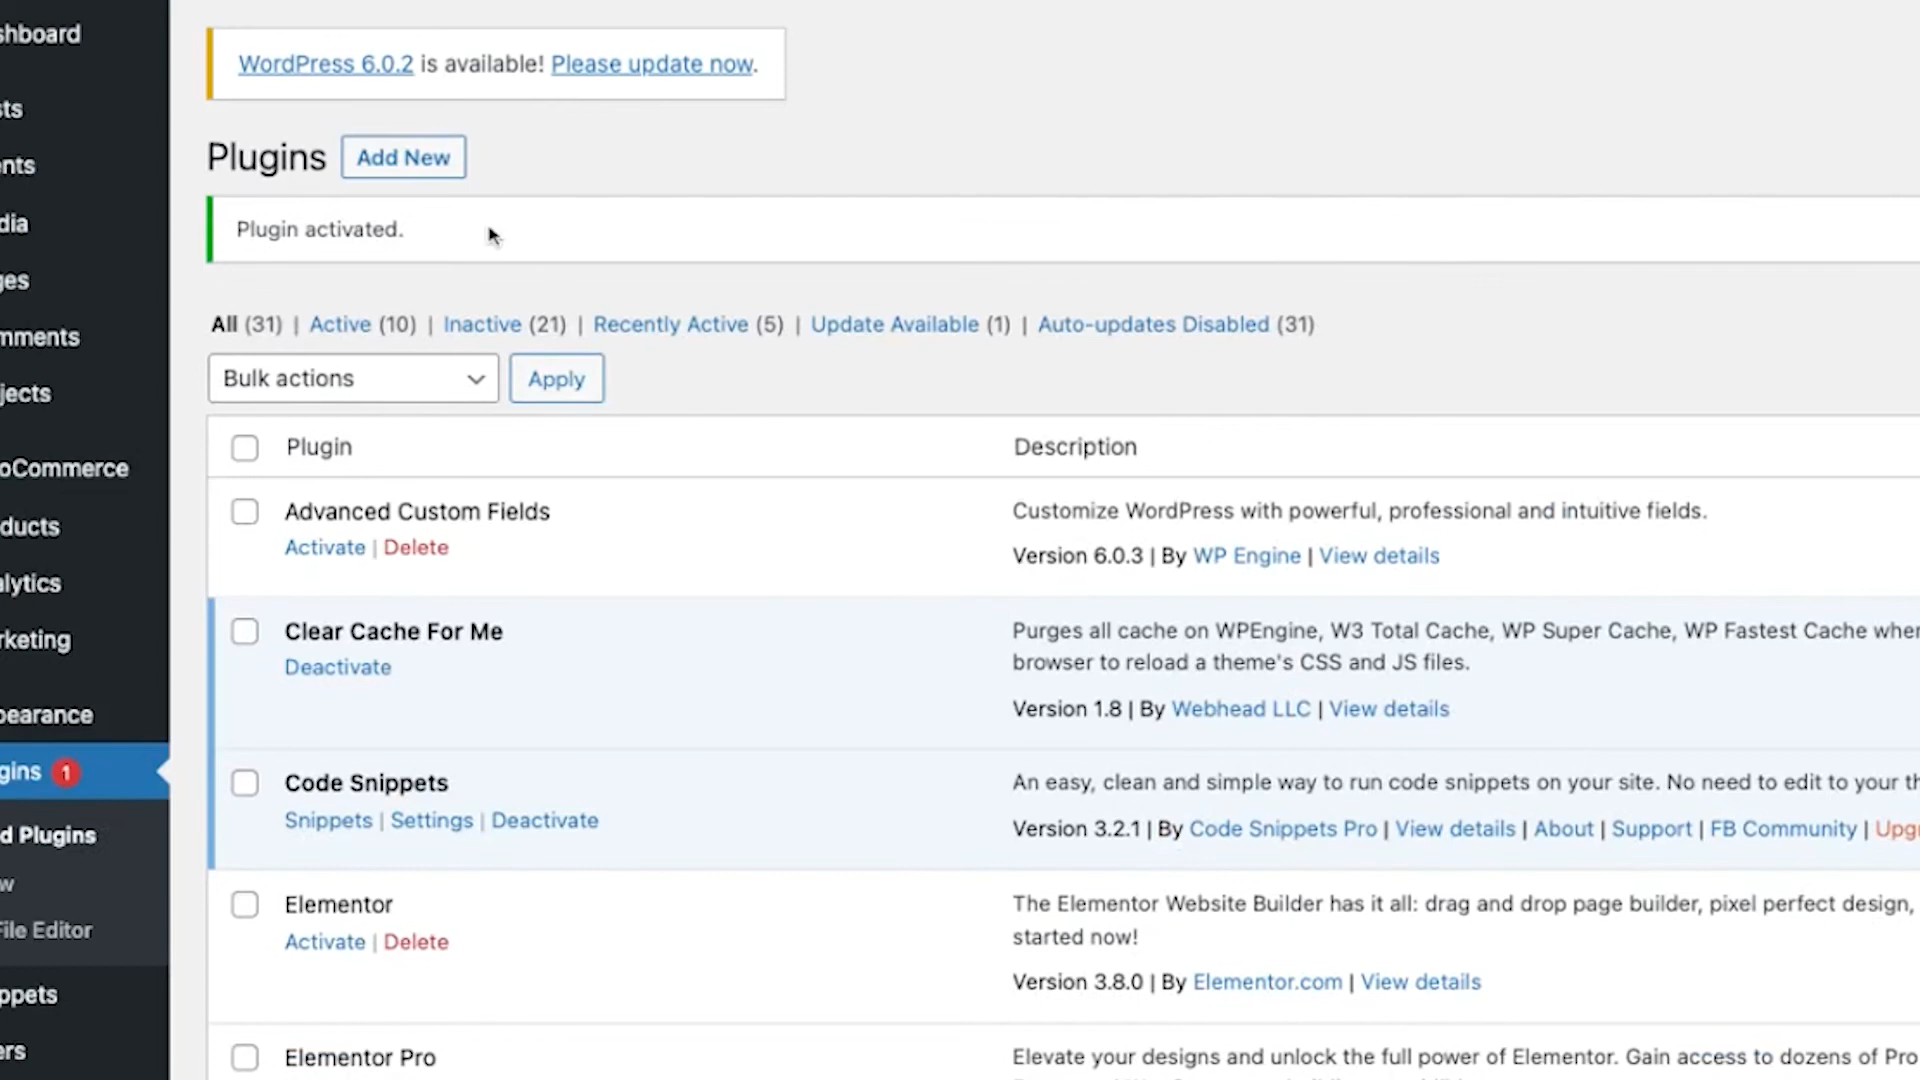 shboard
WordPress 6.0.2 is available! Please update now.
sts
Plugins Add New
ents
dia
Plugin activated.
ges
mments
All (31) | Active (10) | Inactive (21) | Recently Active (5) | Update Available (1) | Auto-updates Disabled (31)
jects
Bulk actions Apply
oCommerce
Plugin Description
ducts
Advanced Custom Fields
Customize WordPress with powerful, professional and intuitive fields.
Activate | Delete
Version 6.0.3 | By WP Engine | View details
alytics
rketing
Clear Cache For Me
Purges all cache on WPEngine, W3 Total Cache, WP Super Cache, WP Fastest Cache when
Deactivate
browser to reload a theme's CSS and JS files.
Version 1.8 | By Webhead LLC | View details
pearance
gins 1
Code Snippets
An easy, clean and simple way to run code snippets on your site. No need to edit to your th
Snippets | Settings | Deactivate
Version 3.2.1 | By Code Snippets Pro | View details | About | Support | FB Community | Upgr
d Plugins
w
File Editor
Elementor
The Elementor Website Builder has it all: drag and drop page builder, pixel perfect design,
Activate | Delete
started now!
Version 3.8.0 | By Elementor.com | View details
ppets
ers
Elementor Pro
Elevate your designs and unlock the full power of Elementor. Gain access to dozens of Pro